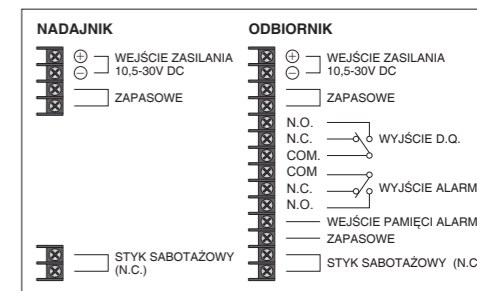 NADAJNIK
⊕ WEJŚCIE ZASILANIA
⊖ 10,5-30V DC
ZAPASOWE
STYK SABOTAŻOWY
(N.C.)
ODBIORNIK
⊕ WEJŚCIE ZASILANIA
⊖ 10,5-30V DC
ZAPASOWE
N.O.
N.C. WYJŚCIE D.Q.
COM.
COM
N.C. WYJŚCIE ALARM
N.O.
WEJŚCIE PAMIĘCI ALARM
ZAPASOWE
STYK SABOTAŻOWY (N.C